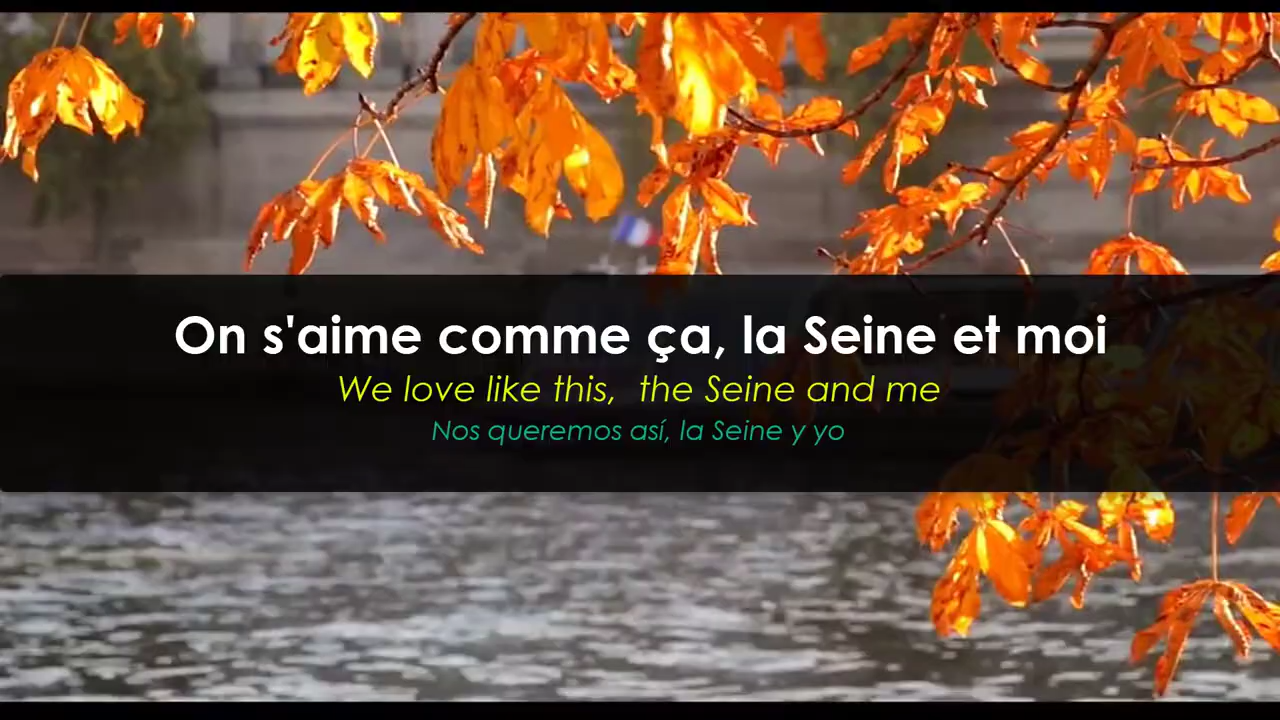 On s'aime comme ça, la Seine et moi
We love like this, the Seine and me
Nos queremos así, la Seine y yo